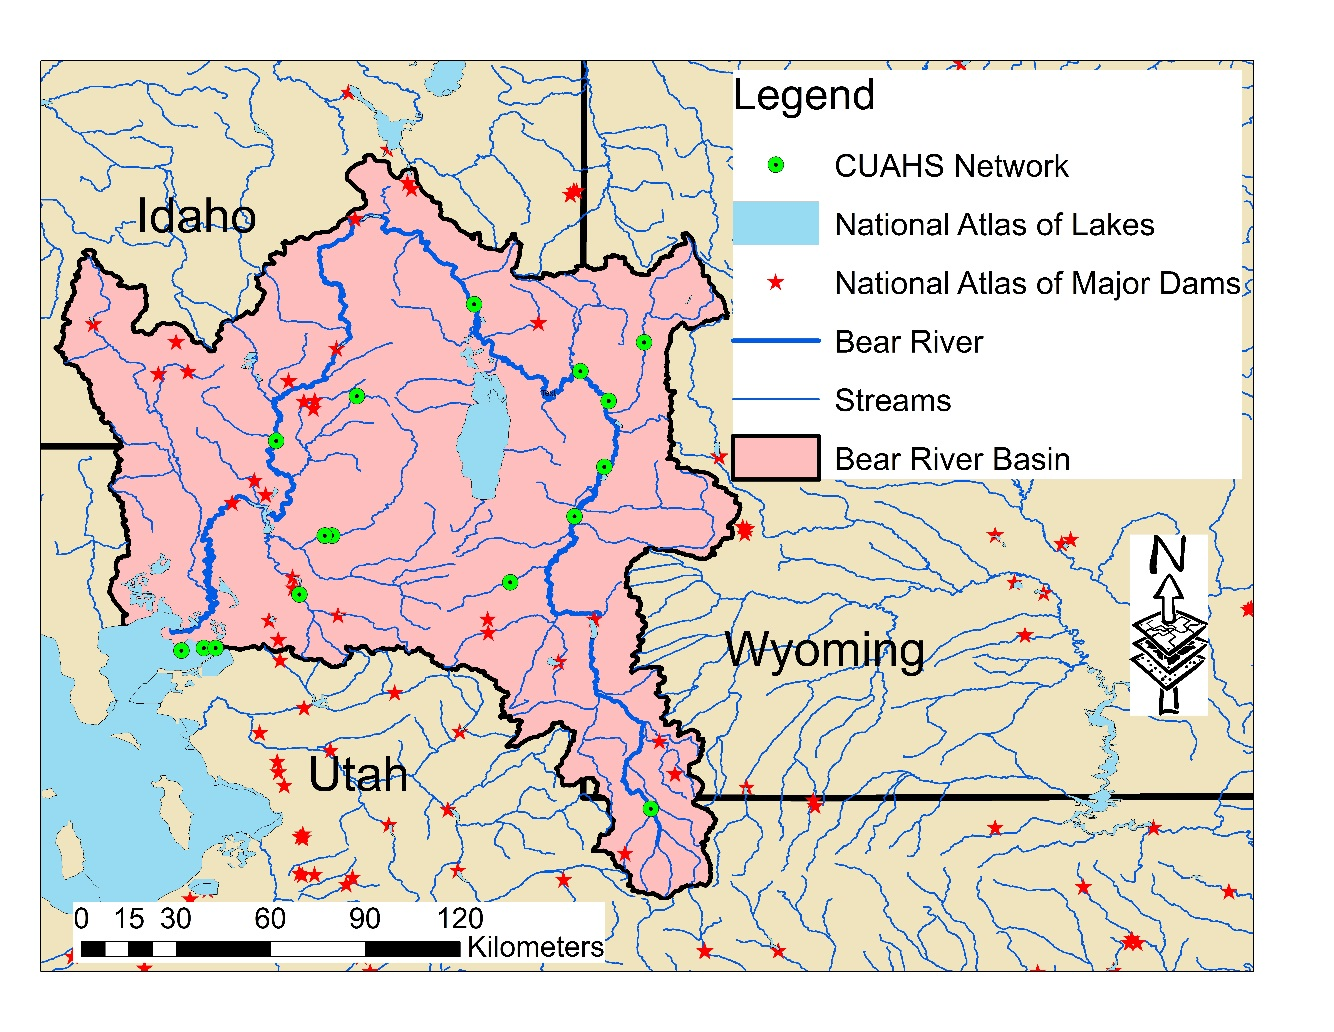 Legend
CUAHS Network
National Atlas of Lakes
Idaho
National Atlas of Major Dams
Bear River
Streams
Bear River Basin
N
Wyoming
Utah
0 15 30 60 90 120
Kilometers